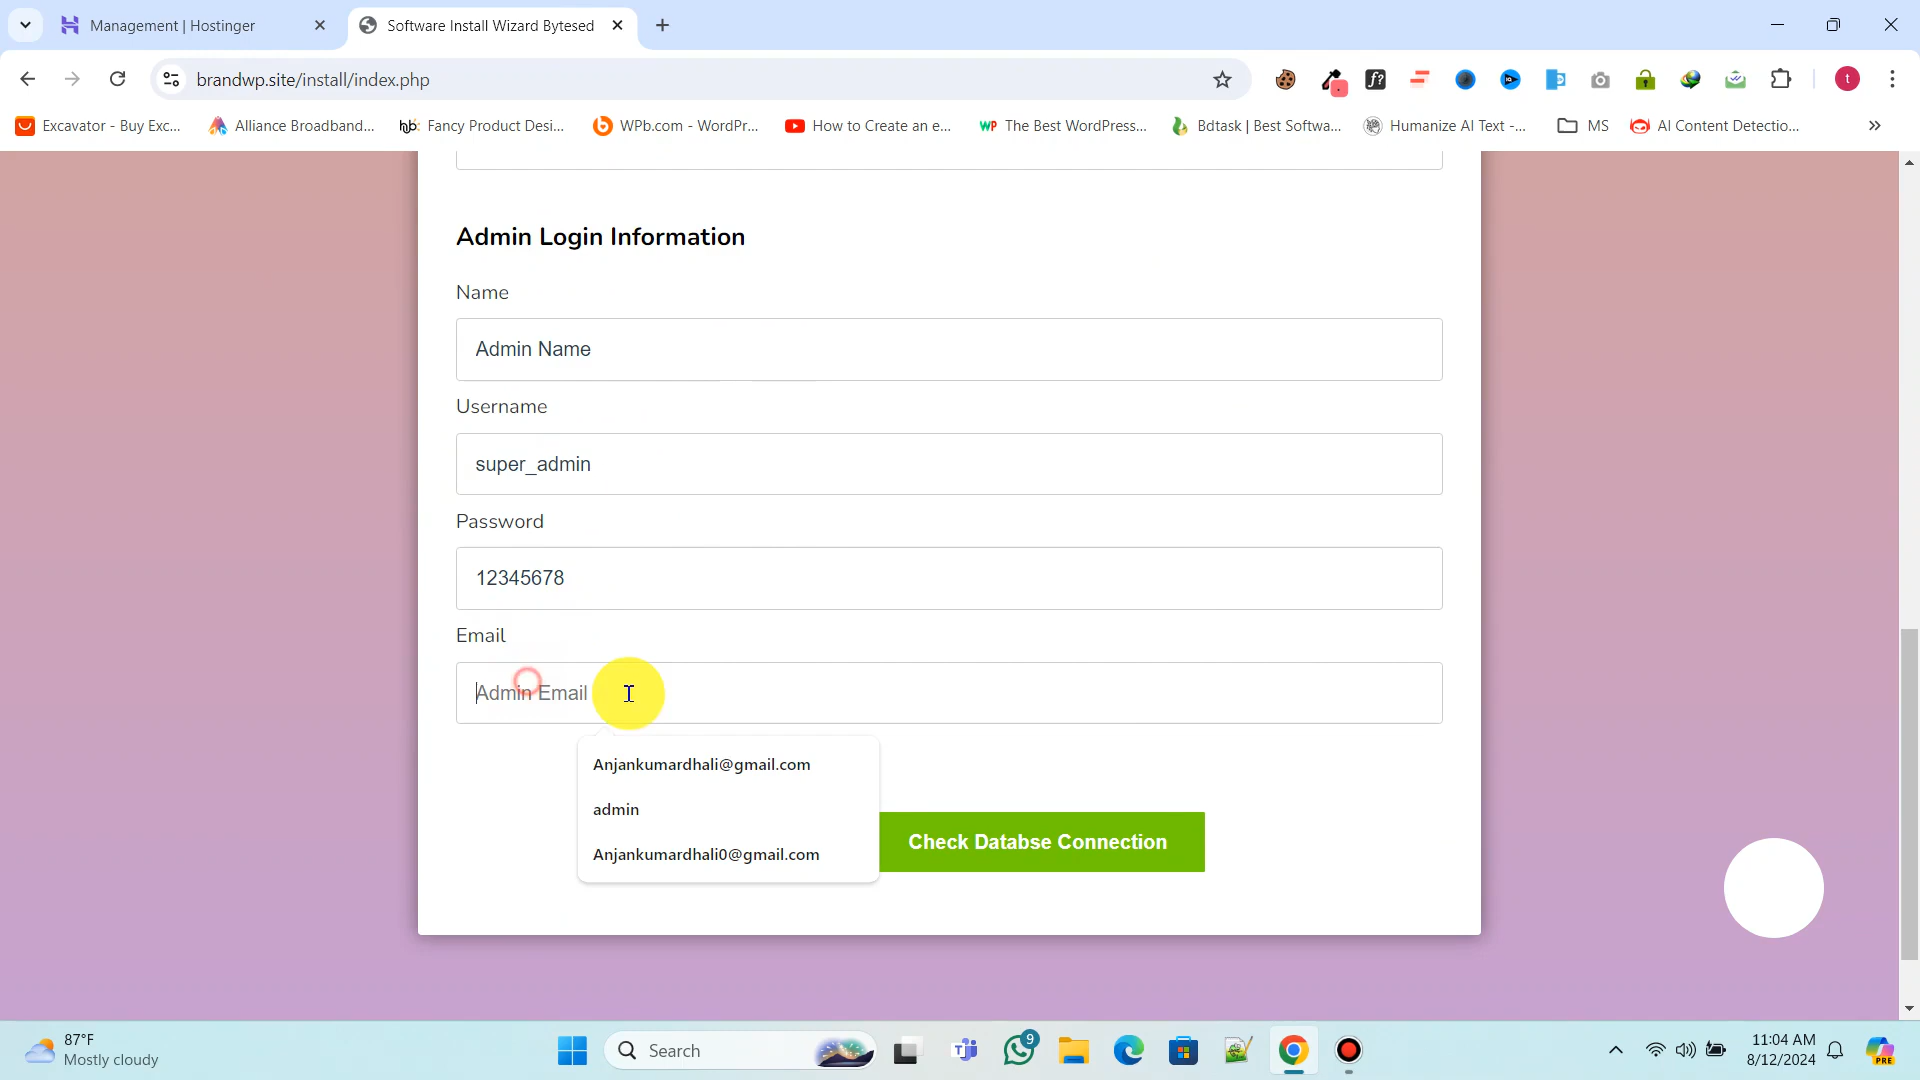 Management | Hostinger
Software Install Wizard Bytesed
brandwp.site/install/index.php
Excavator - Buy Exc...
Alliance Broadband...
Fancy Product Desi...
WPb.com - WordPr...
How to Create an e...
WP
The Best WordPress...
Bdtask | Best Softwa...
Humanize AI Text -...
MS
AI Content Detectio...
t
Admin Login Information
Name
Admin Name
Username
super_admin
Password
12345678
Email
Admin Email
Anjankumardhali@gmail.com
admin
Anjankumardhali0@gmail.com
Check Databse Connection
87°F
Mostly cloudy
Search
9
11:04 AM
8/12/2024
PRE